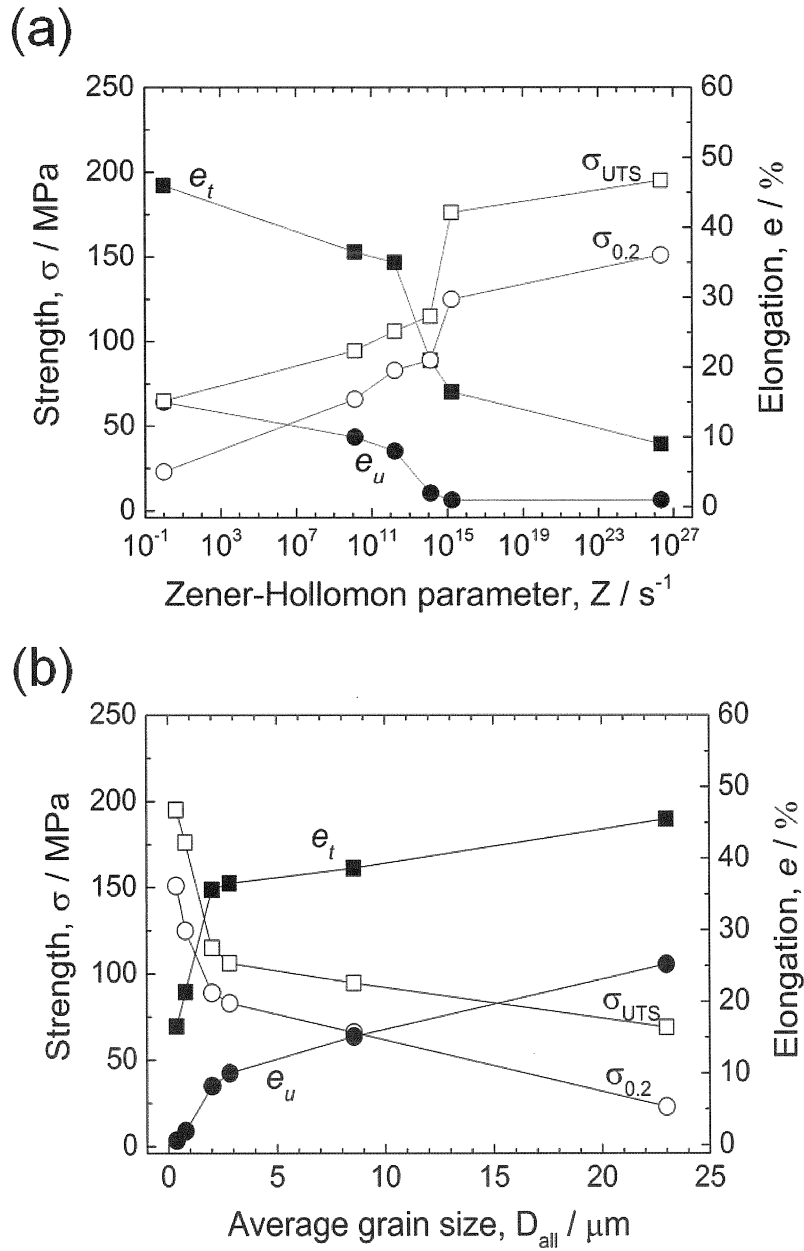 (a)
250
200
150
100
50
0
Strength, σ / MPa
60
50
40
30
20
10
0
Elongation, e / %
e_t
σ_UTS
σ_0.2
e_u
10^-1 10^3 10^7 10^11 10^15 10^19 10^23 10^27
Zener-Hollomon parameter, Z / s^-1
(b)
250
200
150
100
50
0
Strength, σ / MPa
60
50
40
30
20
10
0
Elongation, e / %
e_t
σ_UTS
e_u
σ_0.2
0 5 10 15 20 25
Average grain size, D_all / μm